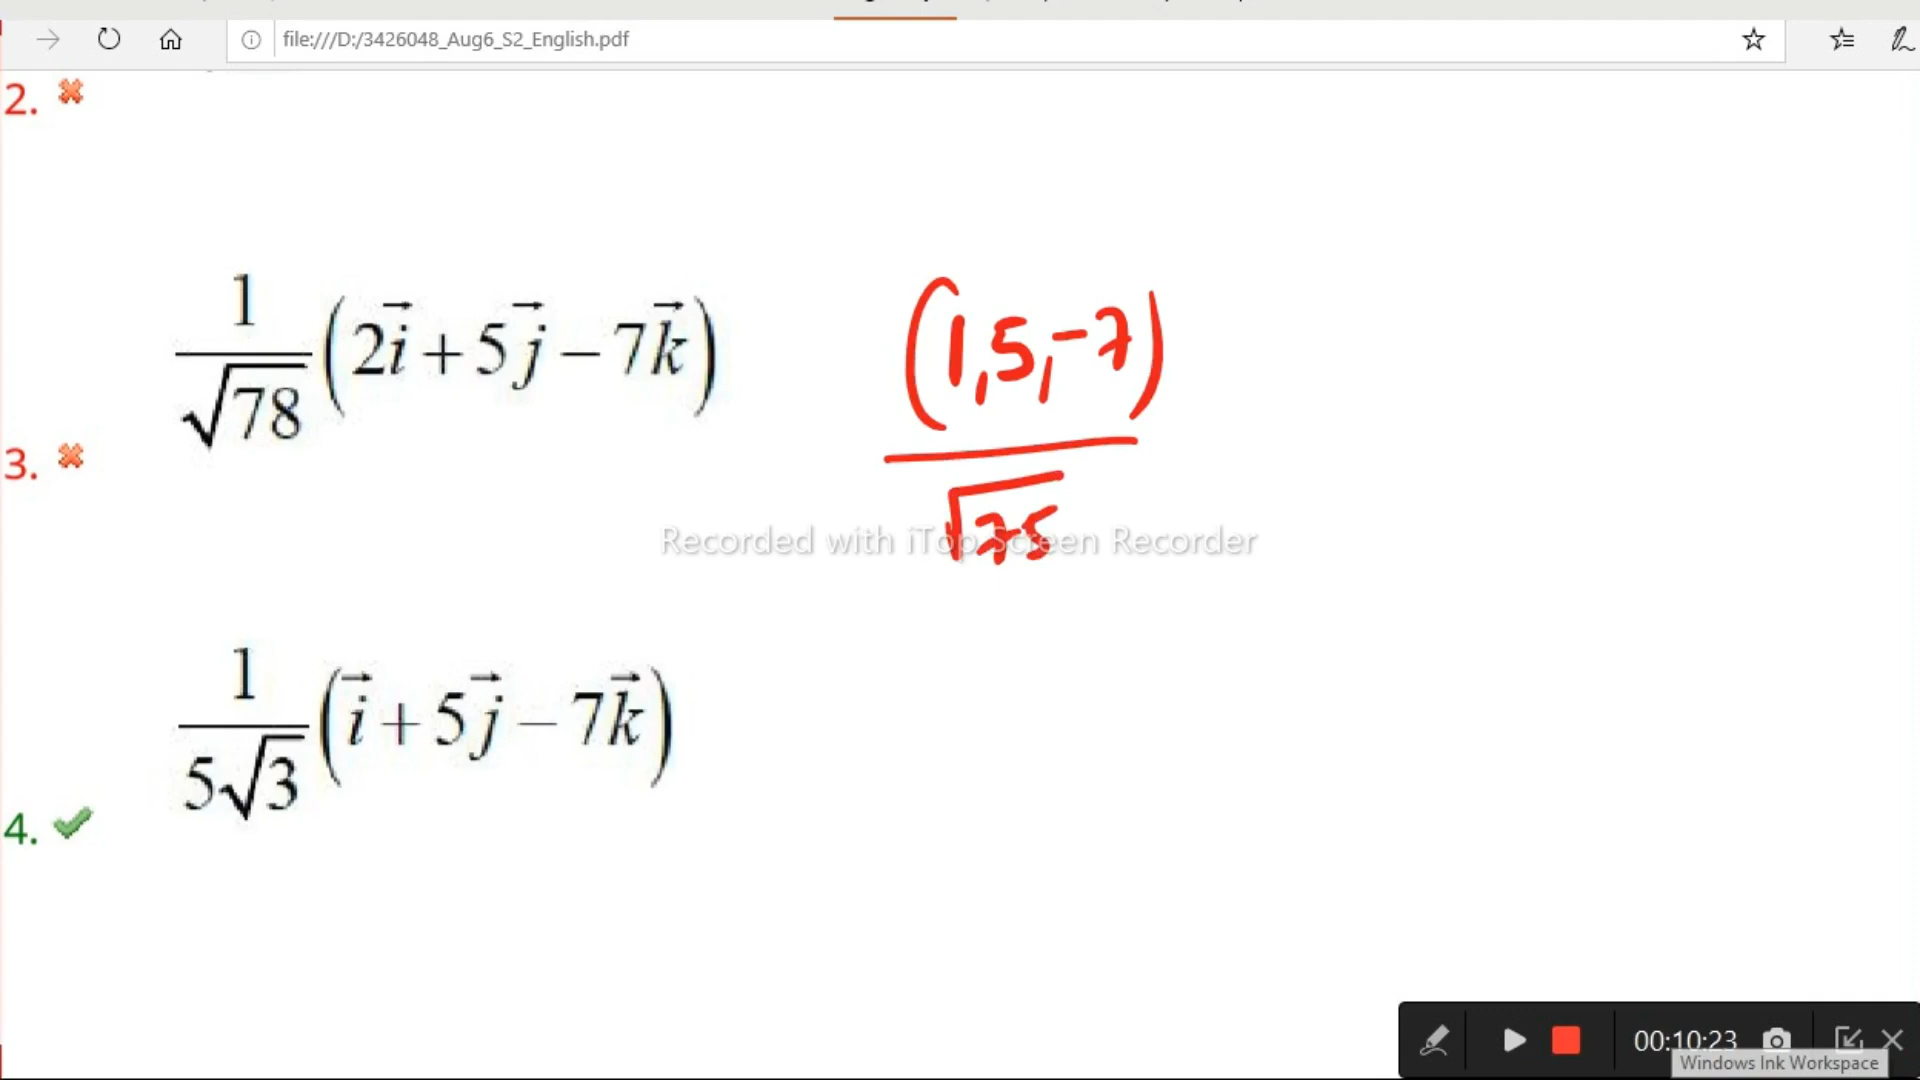 file:///D:/3426048_Aug6_S2_English.pdf
2.
1/√78 (2i⃗ + 5j⃗ − 7k⃗)
(1, 5, −7)
√75
3.
Recorded with iTop Screen Recorder
1/5√3 (i⃗ + 5j⃗ − 7k⃗)
4.
00:10:23
Windows Ink Workspace